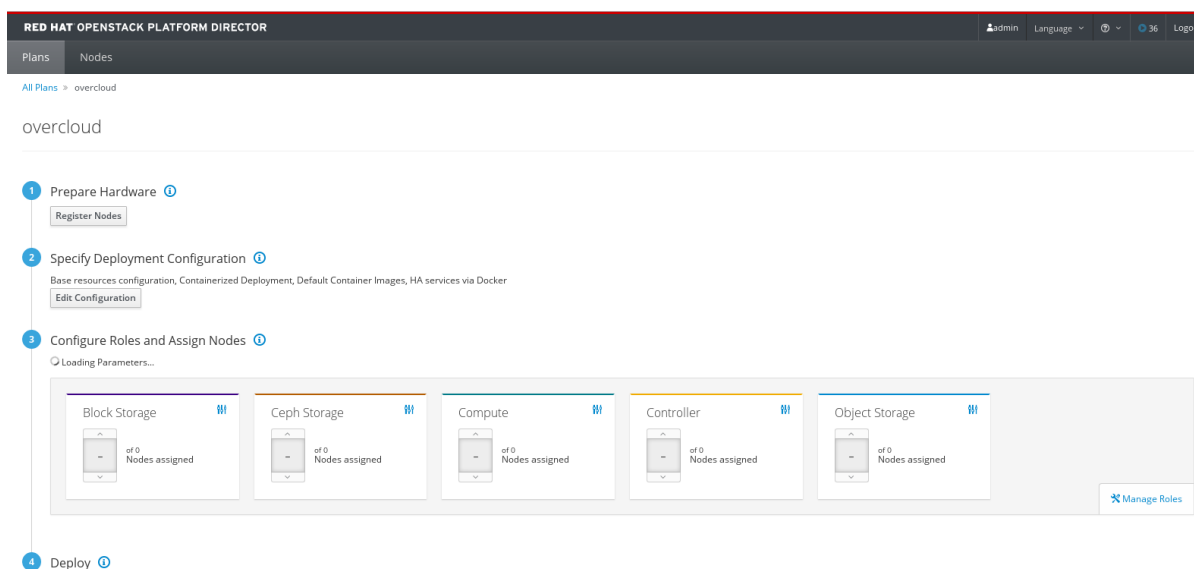 RED HAT OPENSTACK PLATFORM DIRECTOR
admin Language 36 Logo
Plans Nodes
All Plans » overcloud
overcloud
1 Prepare Hardware
Register Nodes
2 Specify Deployment Configuration
Base resources configuration, Containerized Deployment, Default Container Images, HA services via Docker
Edit Configuration
3 Configure Roles and Assign Nodes
Loading Parameters...
Block Storage Ceph Storage Compute Controller Object Storage
of 0 of 0 of 0 of 0 of 0
- Nodes assigned - Nodes assigned - Nodes assigned - Nodes assigned - Nodes assigned
Manage Roles
4 Deploy